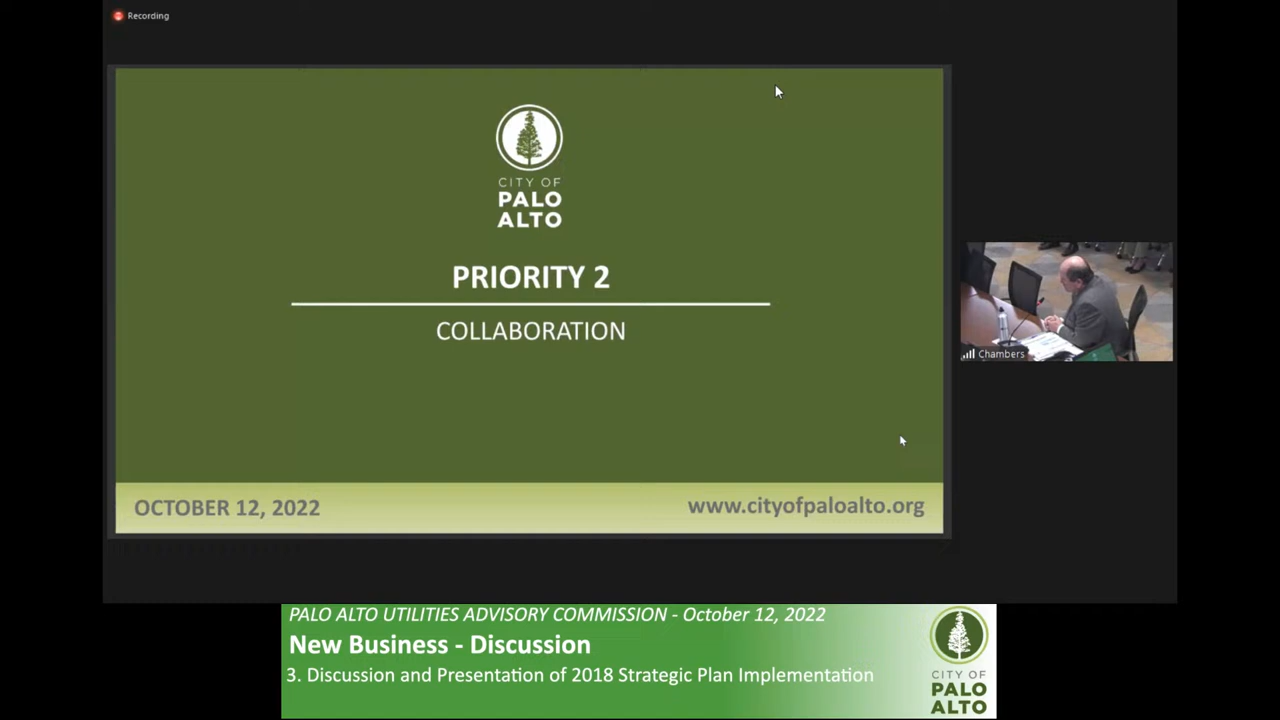 Recording
CITY OF
PALO
ALTO
PRIORITY 2
COLLABORATION
OCTOBER 12, 2022
www.cityofpaloalto.org
Chambers
PALO ALTO UTILITIES ADVISORY COMMISSION - October 12, 2022
New Business - Discussion
3. Discussion and Presentation of 2018 Strategic Plan Implementation
CITY OF
PALO
ALTO